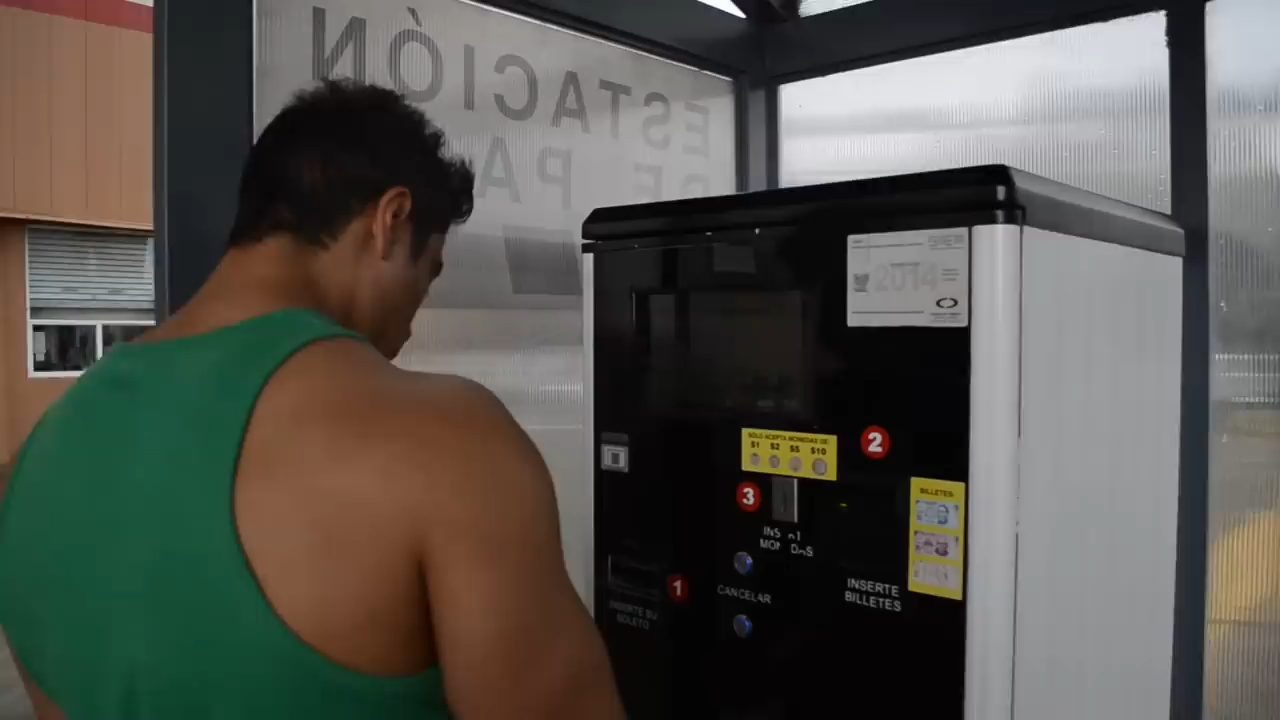 ESTACIÓN
DE PA
2014
SOLO ACEPTA MONEDAS DE:
$1 $2 $5 $10
2
3
BILLETES
1
CANCELAR
INSERTE
BILLETES
INSERTE SU
BOLETO